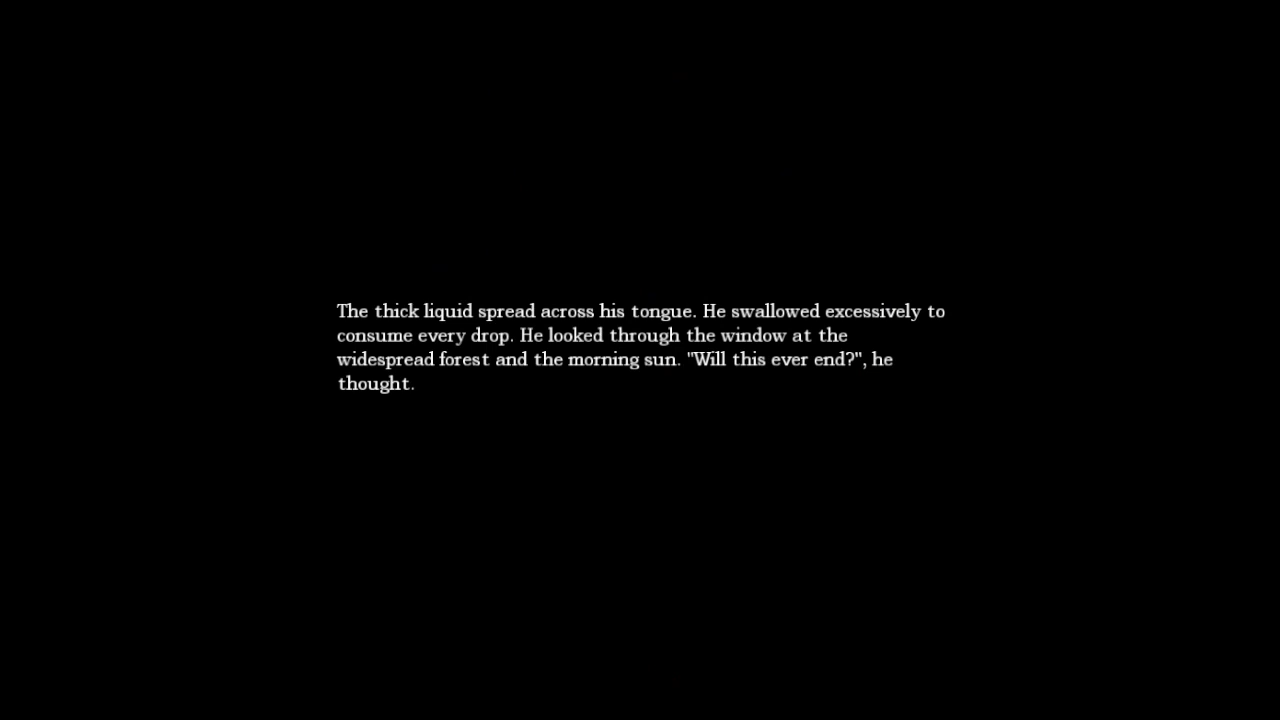 The thick liquid spread across his tongue. He swallowed excessively to
consume every drop. He looked through the window at the
widespread forest and the morning sun. "Will this ever end?", he
thought.